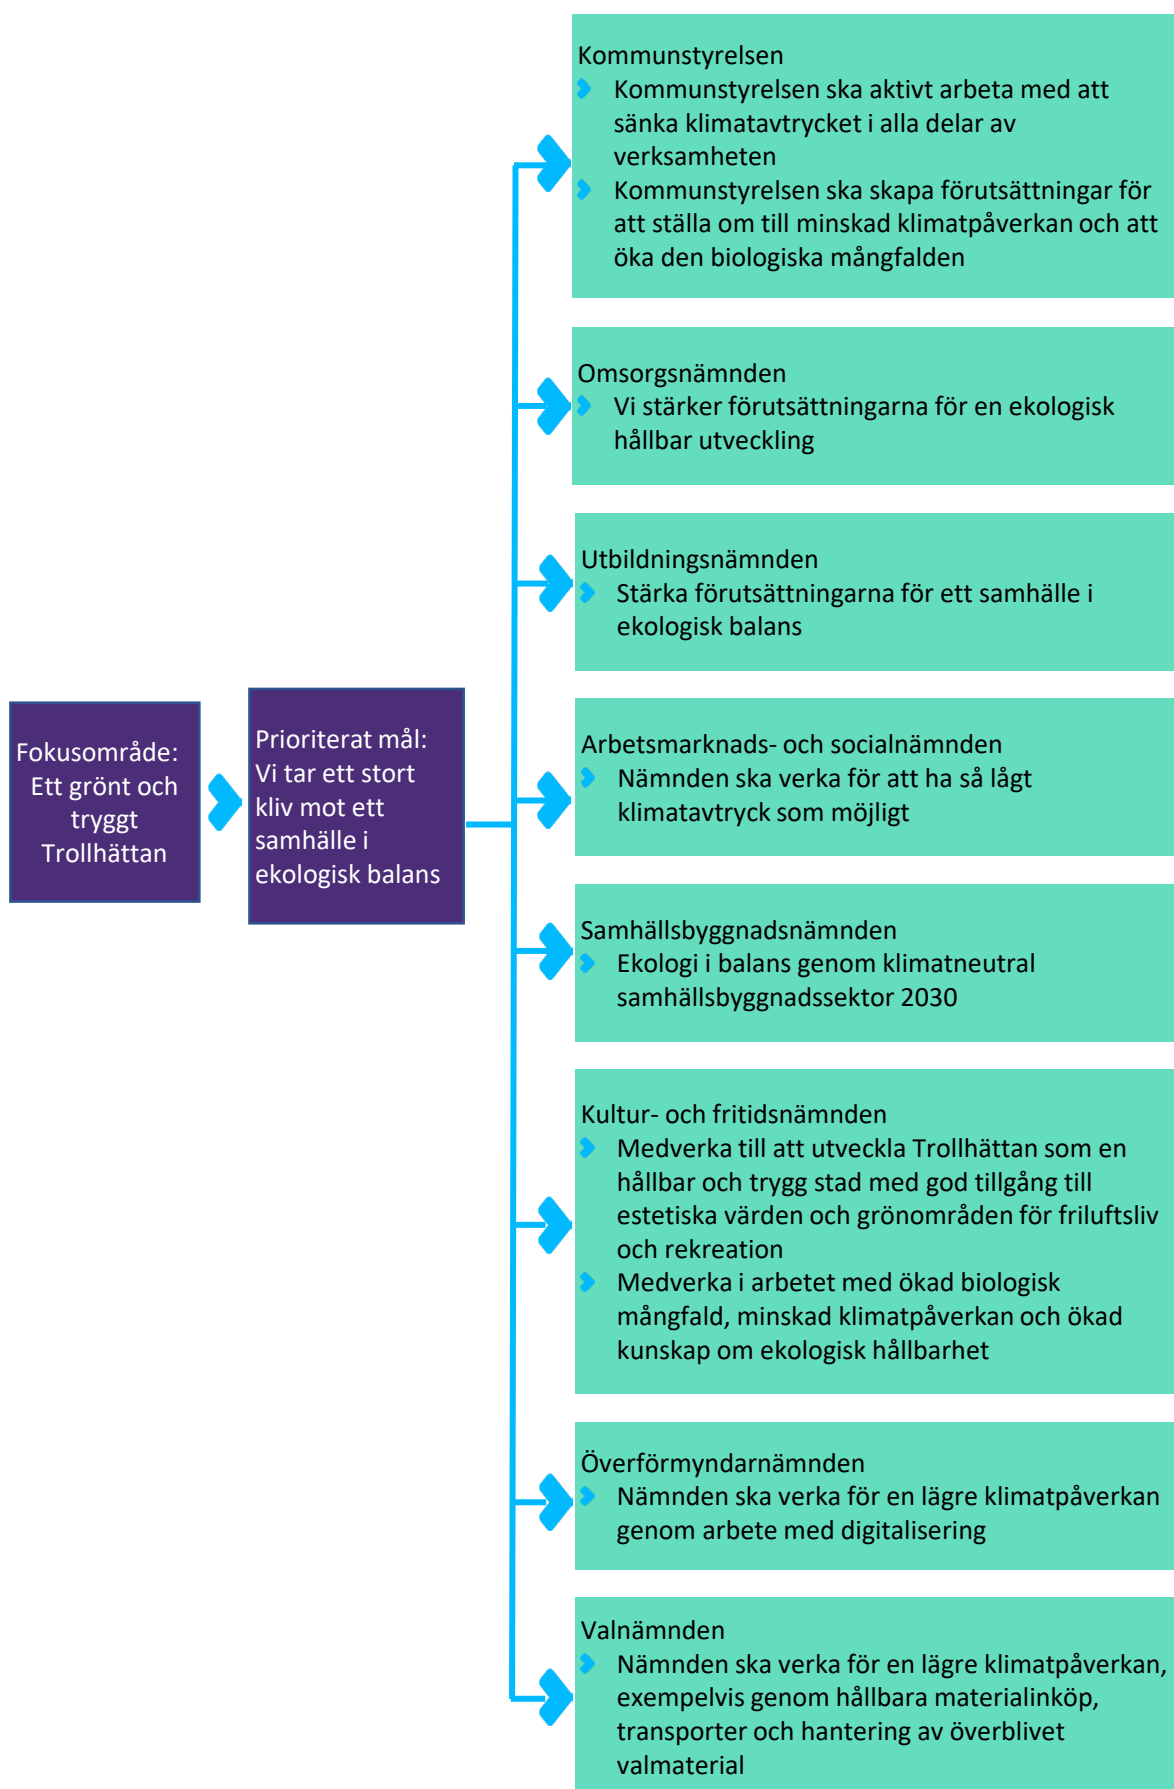 Fokusområde:
Ett grönt och
tryggt
Trollhättan
Prioriterat mål:
Vi tar ett stort
kliv mot ett
samhälle i
ekologisk balans
Kommunstyrelsen
Kommunstyrelsen ska aktivt arbeta med att
sänka klimatavtrycket i alla delar av
verksamheten
Kommunstyrelsen ska skapa förutsättningar för
att ställa om till minskad klimatpåverkan och att
öka den biologiska mångfalden
Omsorgsnämnden
Vi stärker förutsättningarna för en ekologisk
hållbar utveckling
Utbildningsnämnden
Stärka förutsättningarna för ett samhälle i
ekologisk balans
Arbetsmarknads- och socialnämnden
Nämnden ska verka för att ha så lågt
klimatavtryck som möjligt
Samhällsbyggnadsnämnden
Ekologi i balans genom klimatneutral
samhällsbyggnadssektor 2030
Kultur- och fritidsnämnden
Medverka till att utveckla Trollhättan som en
hållbar och trygg stad med god tillgång till
estetiska värden och grönområden för friluftsliv
och rekreation
Medverka i arbetet med ökad biologisk
mångfald, minskad klimatpåverkan och ökad
kunskap om ekologisk hållbarhet
Överförmyndarnämnden
Nämnden ska verka för en lägre klimatpåverkan
genom arbete med digitalisering
Valnämnden
Nämnden ska verka för en lägre klimatpåverkan,
exempelvis genom hållbara materialinköp,
transporter och hantering av överblivet
valmaterial